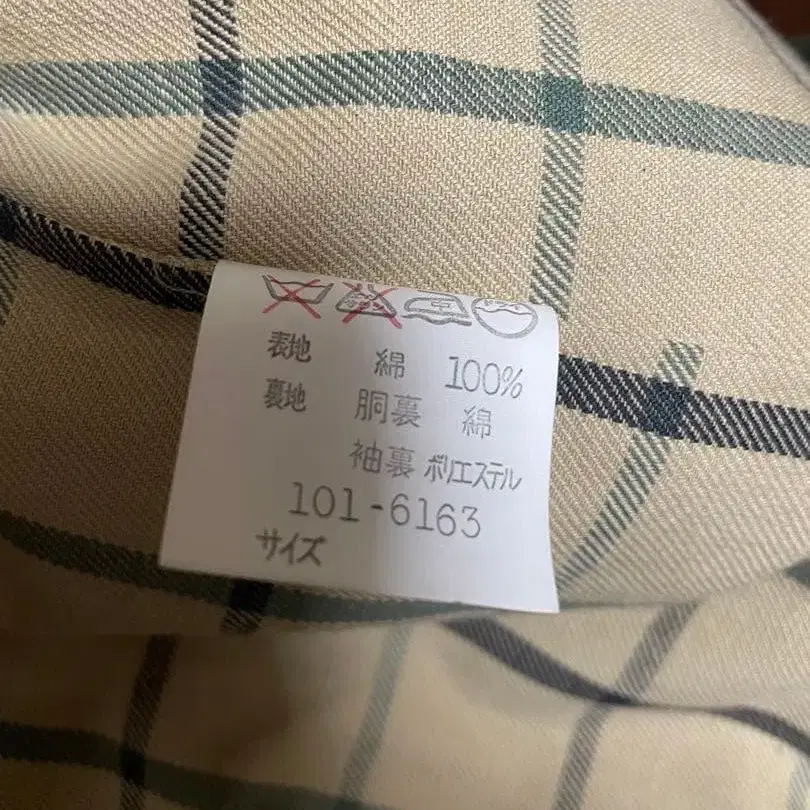 表地 綿 100%
裏地 胴裏 綿
袖裏 ポリエステル
101-6163
サイズ